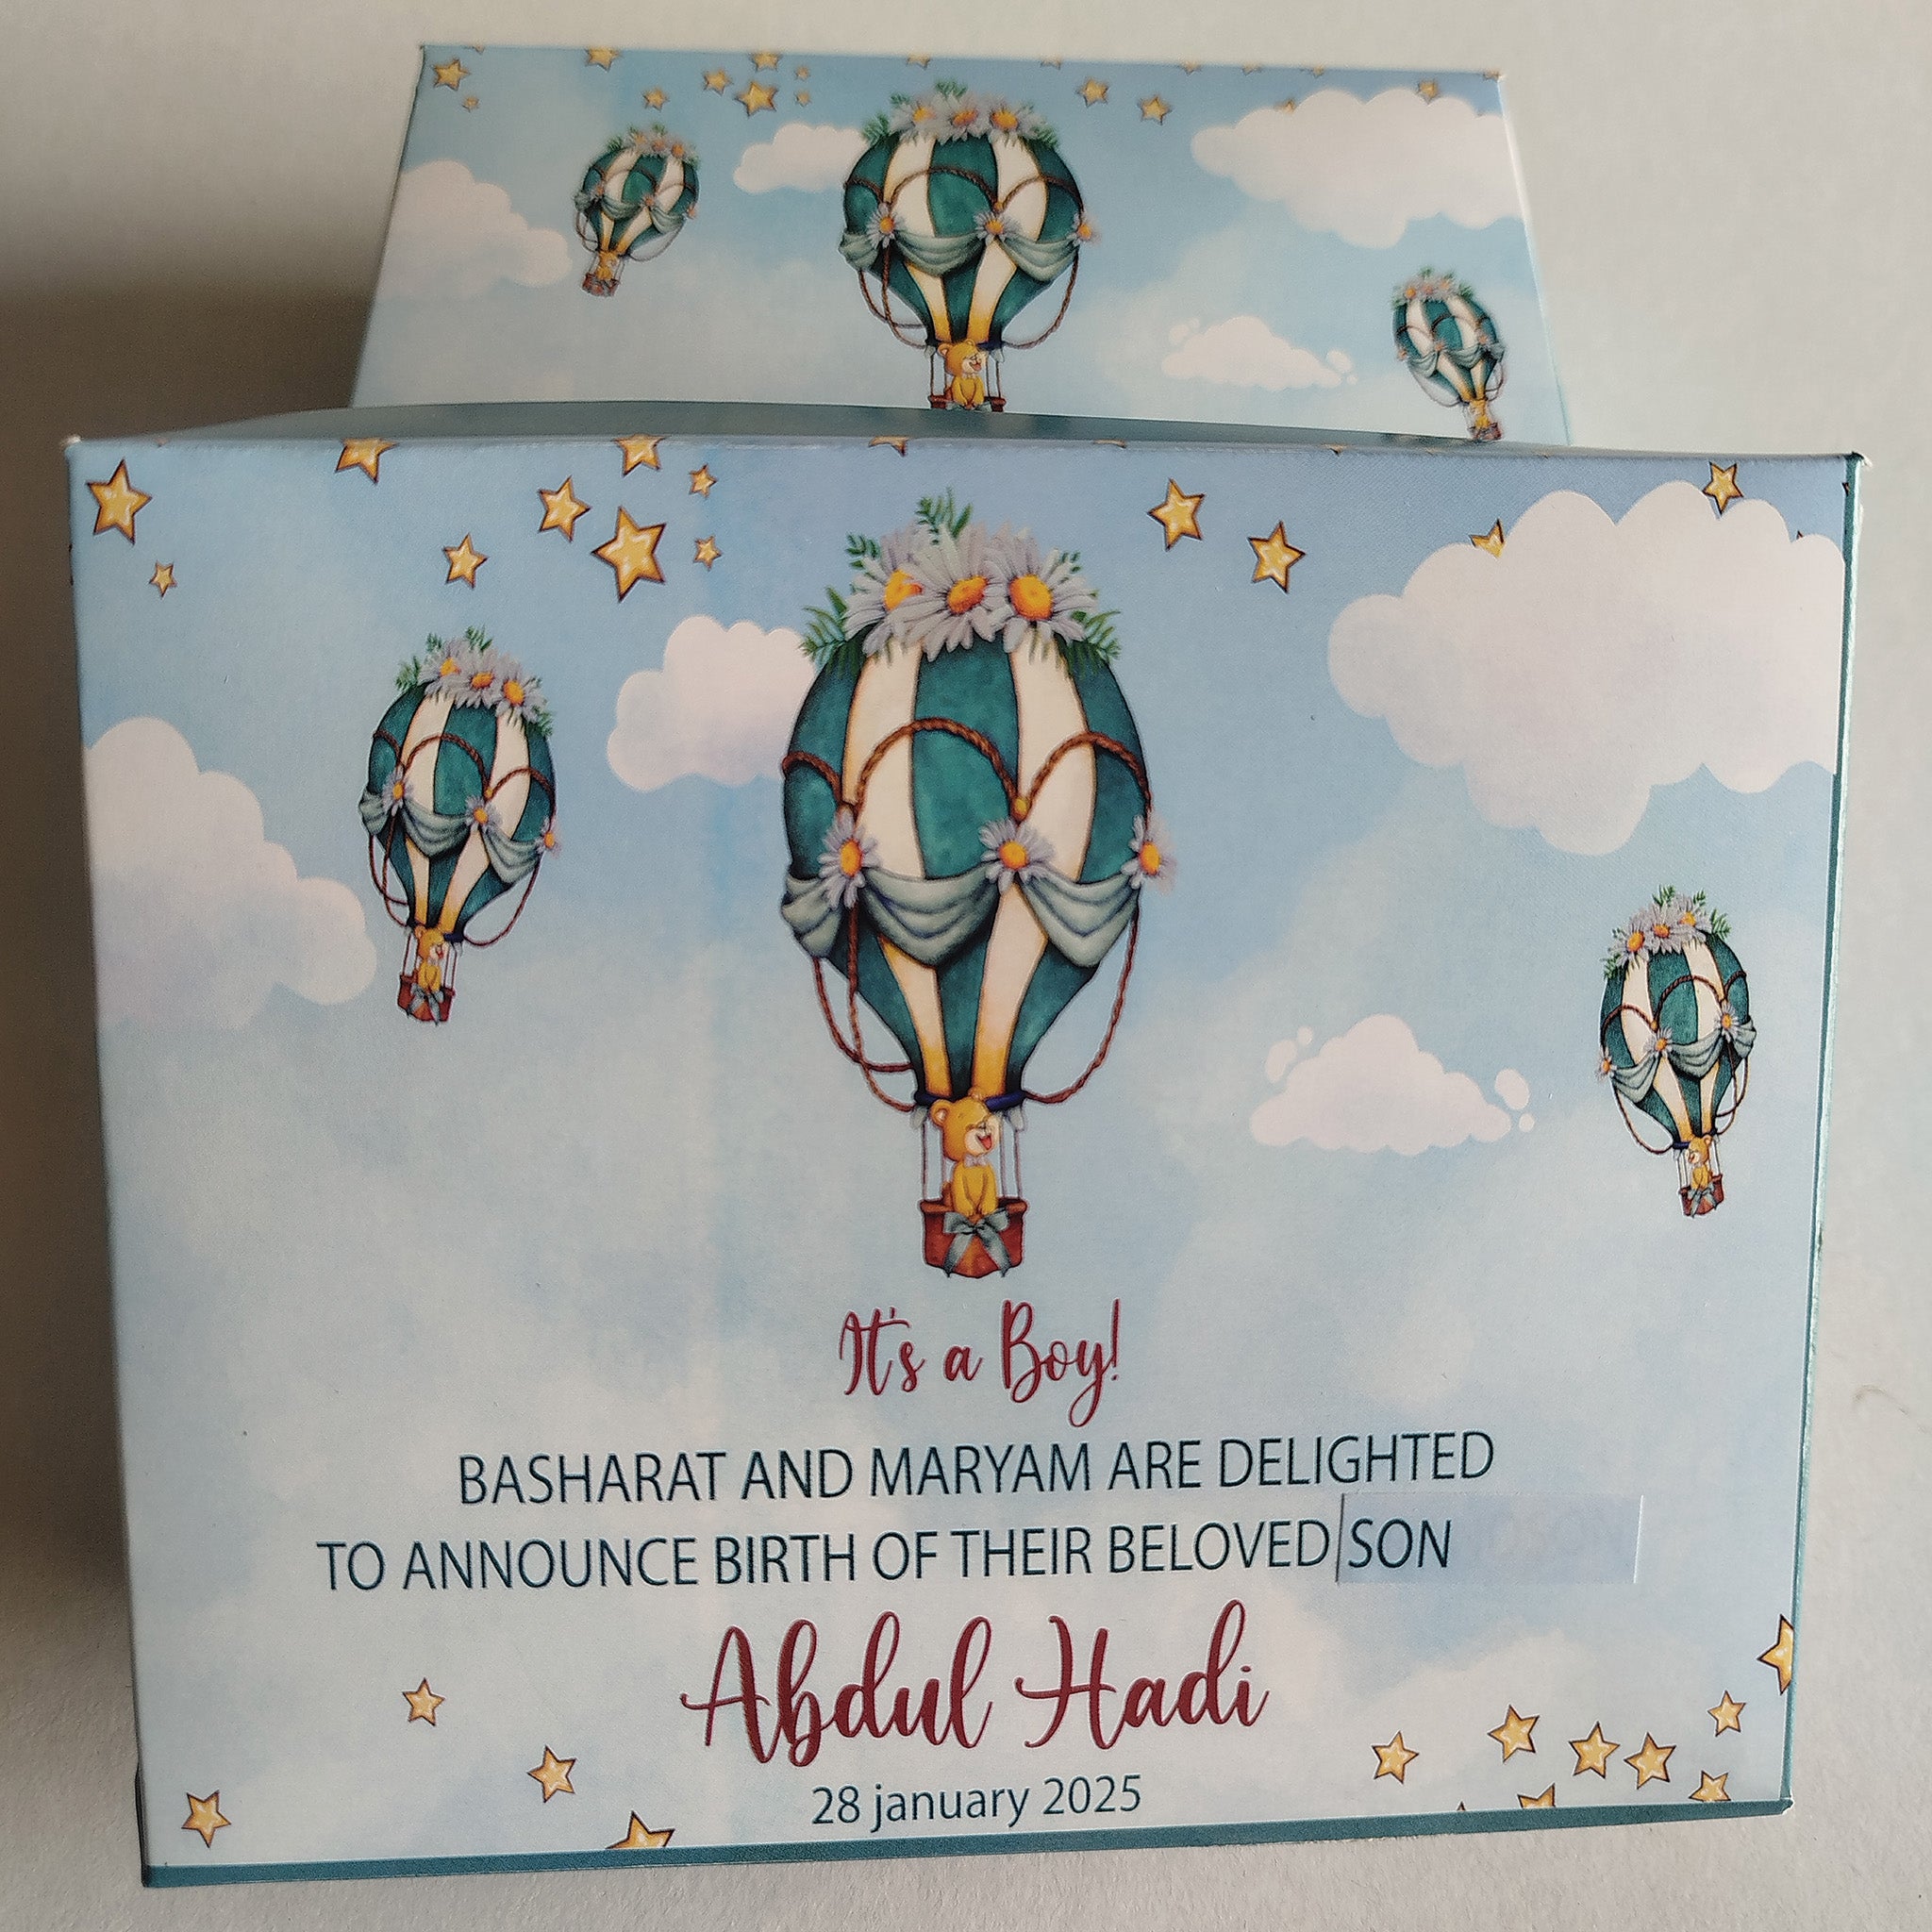 It's a Boy!
BASHARAT AND MARYAM ARE DELIGHTED
TO ANNOUNCE BIRTH OF THEIR BELOVED SON
Abdul Hadi
28 january 2025